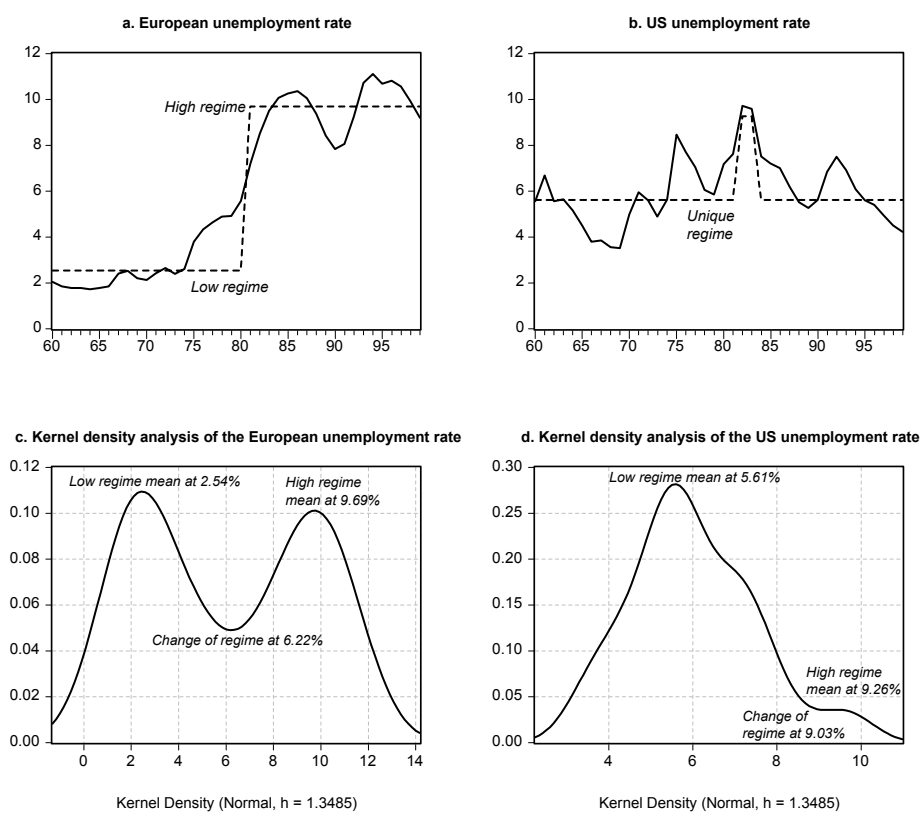 a. European unemployment rate
12
10
8
6
4
2
0
High regime
Low regime
60 65 70 75 80 85 90 95
b. US unemployment rate
12
10
8
6
4
2
0
Unique
regime
60 65 70 75 80 85 90 95
c. Kernel density analysis of the European unemployment rate
0.12
0.10
0.08
0.06
0.04
0.02
0.00
Low regime mean at 2.54%
High regime
mean at 9.69%
Change of regime at 6.22%
0 2 4 6 8 10 12 14
Kernel Density (Normal, h = 1.3485)
d. Kernel density analysis of the US unemployment rate
0.30
0.25
0.20
0.15
0.10
0.05
0.00
Low regime mean at 5.61%
High regime
mean at 9.26%
Change of
regime at 9.03%
4 6 8 10
Kernel Density (Normal, h = 1.3485)